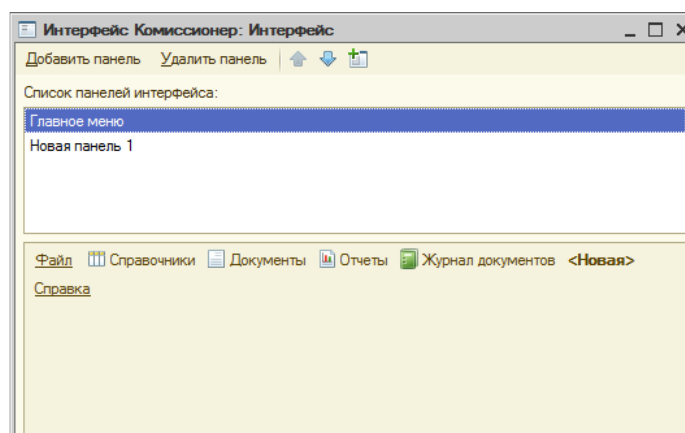 Интерфейс Комиссионер: Интерфейс
Добавить панель Удалить панель
Список панелей интерфейса:
Главное меню
Новая панель 1
Файл Справочники Документы Отчеты Журнал документов <Новая>
Справка